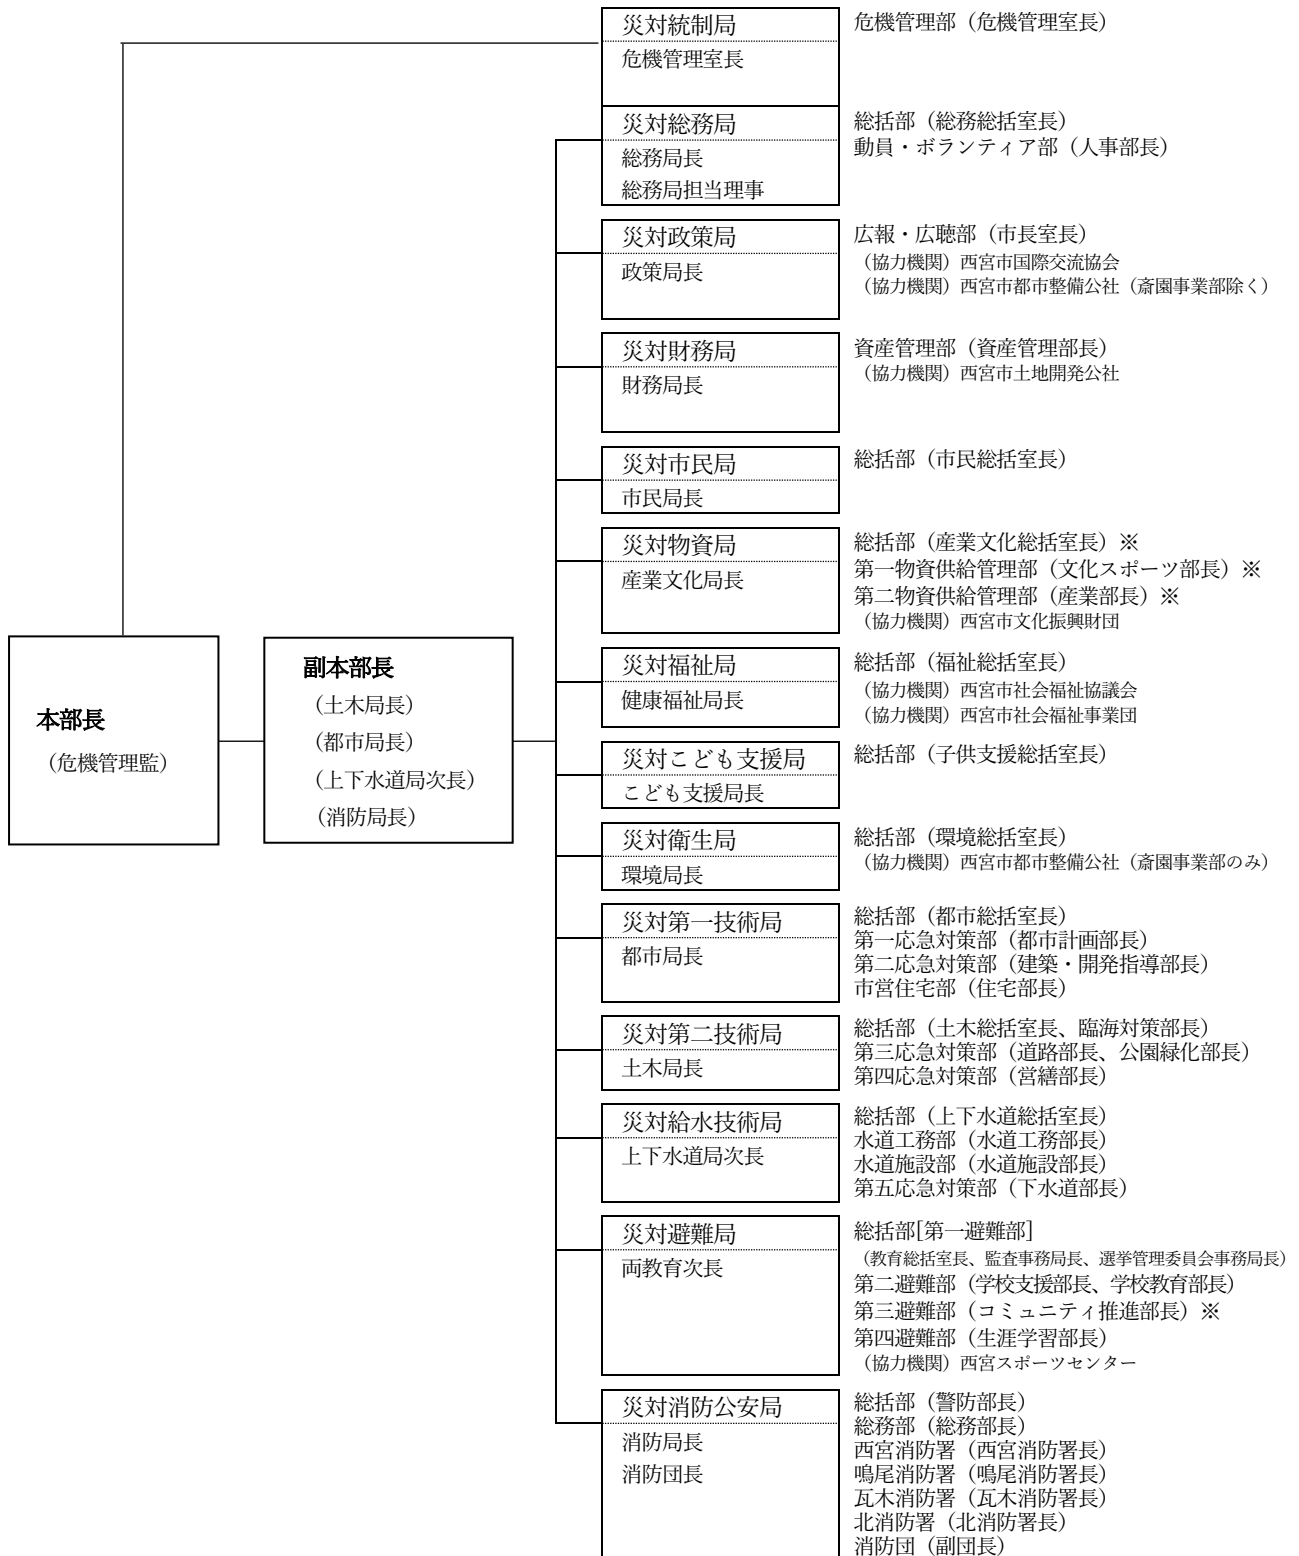 災対統制局
危機管理室長
危機管理部（危機管理室長）
災対総務局
総務局長
総務局担当理事
総括部（総務総括室長）
動員・ボランティア部（人事部長）
災対政策局
政策局長
広報・広聴部（市長室長）
（協力機関）西宮市国際交流協会
（協力機関）西宮市都市整備公社（斎園事業部除く）
災対財務局
財務局長
資産管理部（資産管理部長）
（協力機関）西宮市土地開発公社
災対市民局
市民局長
総括部（市民総括室長）
災対物資局
産業文化局長
総括部（産業文化総括室長）※
第一物資供給管理部（文化スポーツ部長）※
第二物資供給管理部（産業部長）※
（協力機関）西宮市文化振興財団
本部長
（危機管理監）
副本部長
（土木局長）
（都市局長）
（上下水道局次長）
（消防局長）
災対福祉局
健康福祉局長
総括部（福祉総括室長）
（協力機関）西宮市社会福祉協議会
（協力機関）西宮市社会福祉事業団
災対こども支援局
こども支援局長
総括部（子供支援総括室長）
災対衛生局
環境局長
総括部（環境総括室長）
（協力機関）西宮市都市整備公社（斎園事業部のみ）
災対第一技術局
都市局長
総括部（都市総括室長）
第一応急対策部（都市計画部長）
第二応急対策部（建築・開発指導部長）
市営住宅部（住宅部長）
災対第二技術局
土木局長
総括部（土木総括室長、臨海対策部長）
第三応急対策部（道路部長、公園緑化部長）
第四応急対策部（営繕部長）
災対給水技術局
上下水道局次長
総括部（上下水道総括室長）
水道工務部（水道工務部長）
水道施設部（水道施設部長）
第五応急対策部（下水道部長）
災対避難局
両教育次長
総括部[第一避難部]
（教育総括室長、監査事務局長、選挙管理委員会事務局長）
第二避難部（学校支援部長、学校教育部長）
第三避難部（コミュニティ推進部長）※
第四避難部（生涯学習部長）
（協力機関）西宮スポーツセンター
災対消防公安局
消防局長
消防団長
総括部（警防部長）
総務部（総務部長）
西宮消防署（西宮消防署長）
鳴尾消防署（鳴尾消防署長）
瓦木消防署（瓦木消防署長）
北消防署（北消防署長）
消防団（副団長）